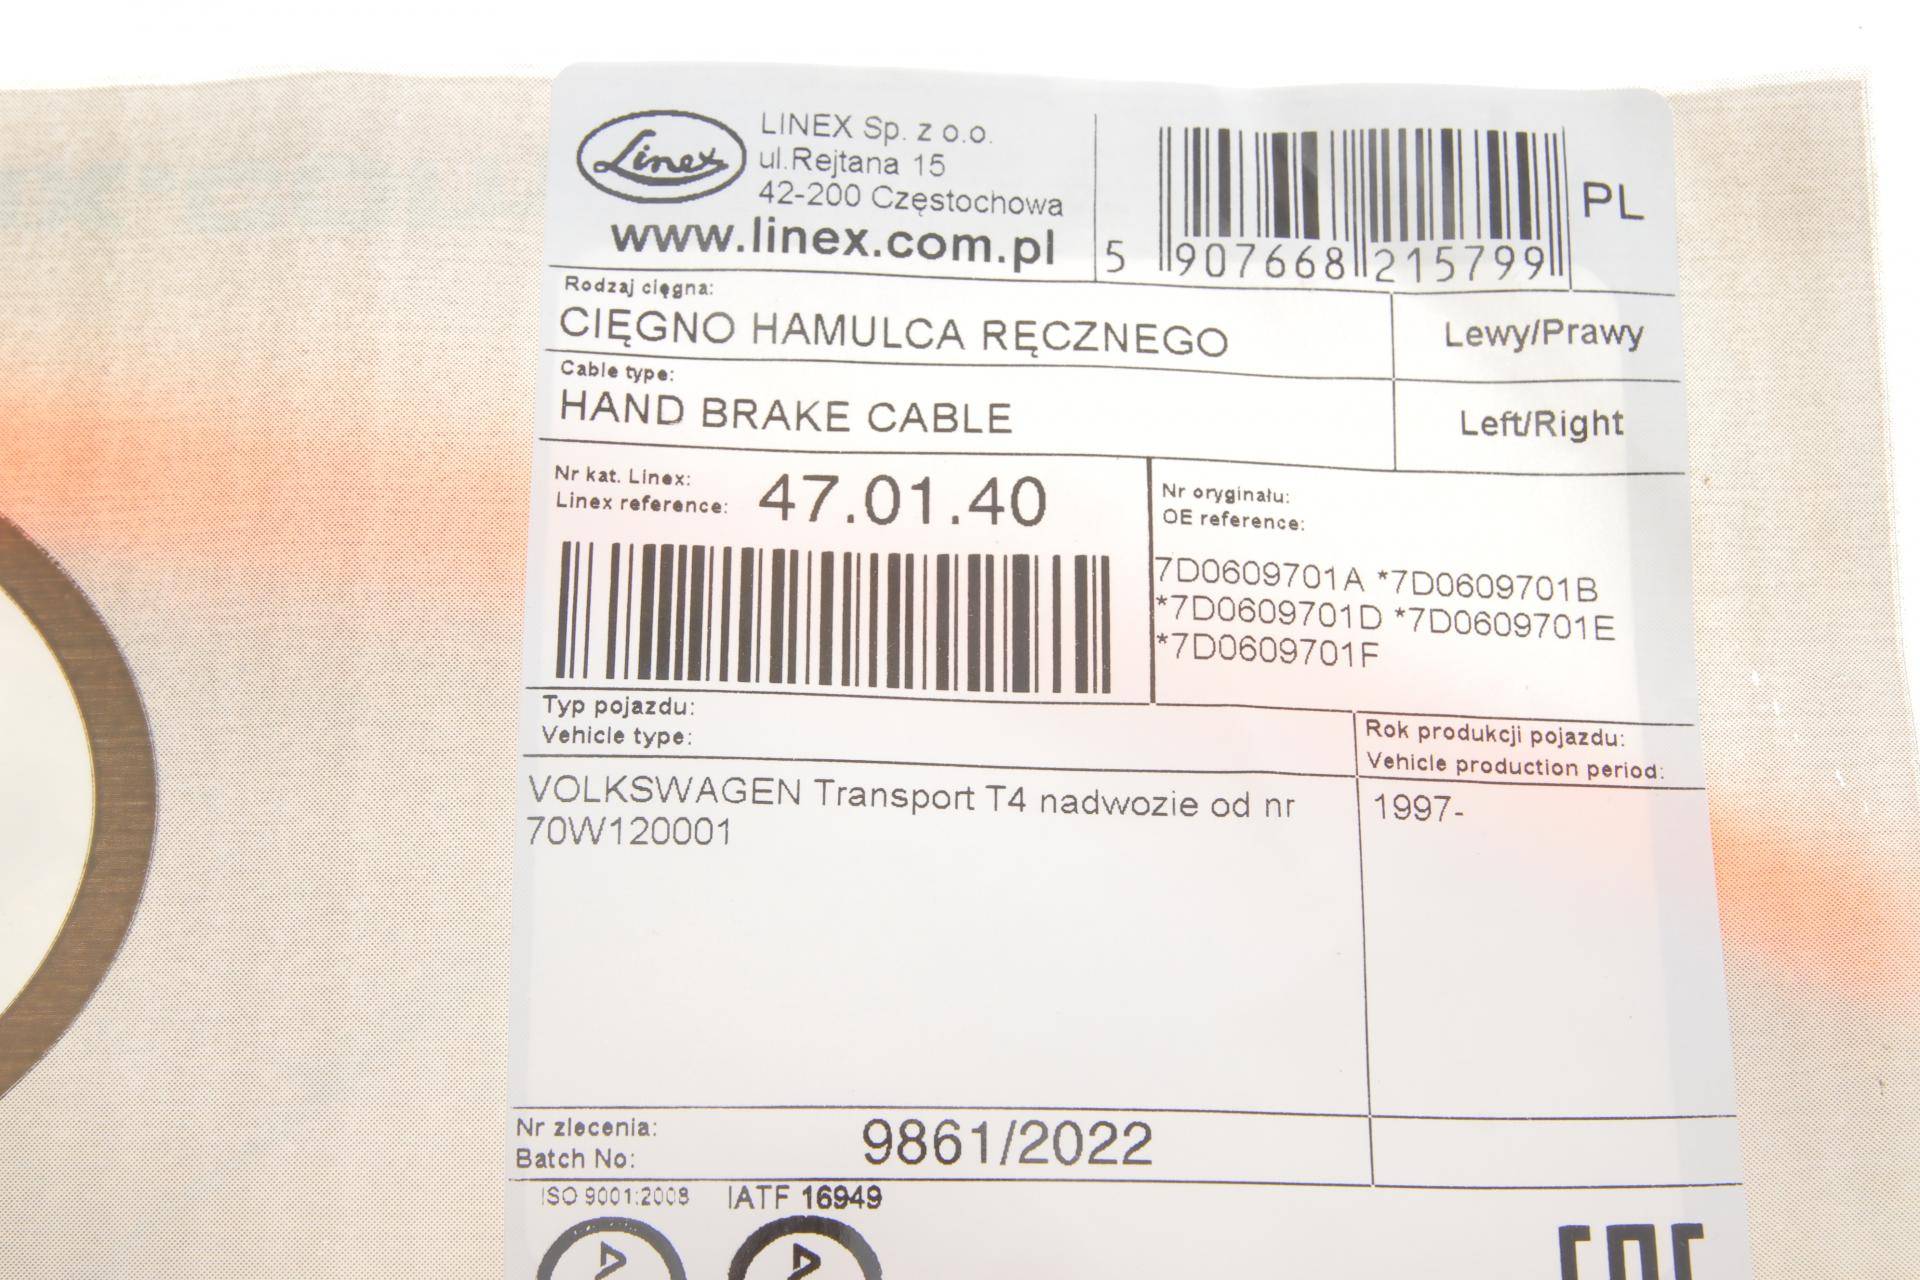 Linex
LINEX Sp. z o.o.
ul.Rejtana 15
42-200 Częstochowa
www.linex.com.pl
5 907668 215799
PL
Rodzaj cięgna:
CIĘGNO HAMULCA RĘCZNEGO
Lewy/Prawy
Cable type:
HAND BRAKE CABLE
Left/Right
Nr kat. Linex:
Linex reference:
47.01.40
Nr oryginału:
OE reference:
7D0609701A *7D0609701B
*7D0609701D *7D0609701E
*7D0609701F
Typ pojazdu:
Vehicle type:
Rok produkcji pojazdu:
Vehicle production period:
VOLKSWAGEN Transport T4 nadwozie od nr
70W120001
1997-
Nr zlecenia:
Batch No:
9861/2022
ISO 9001:2008
IATF 16949